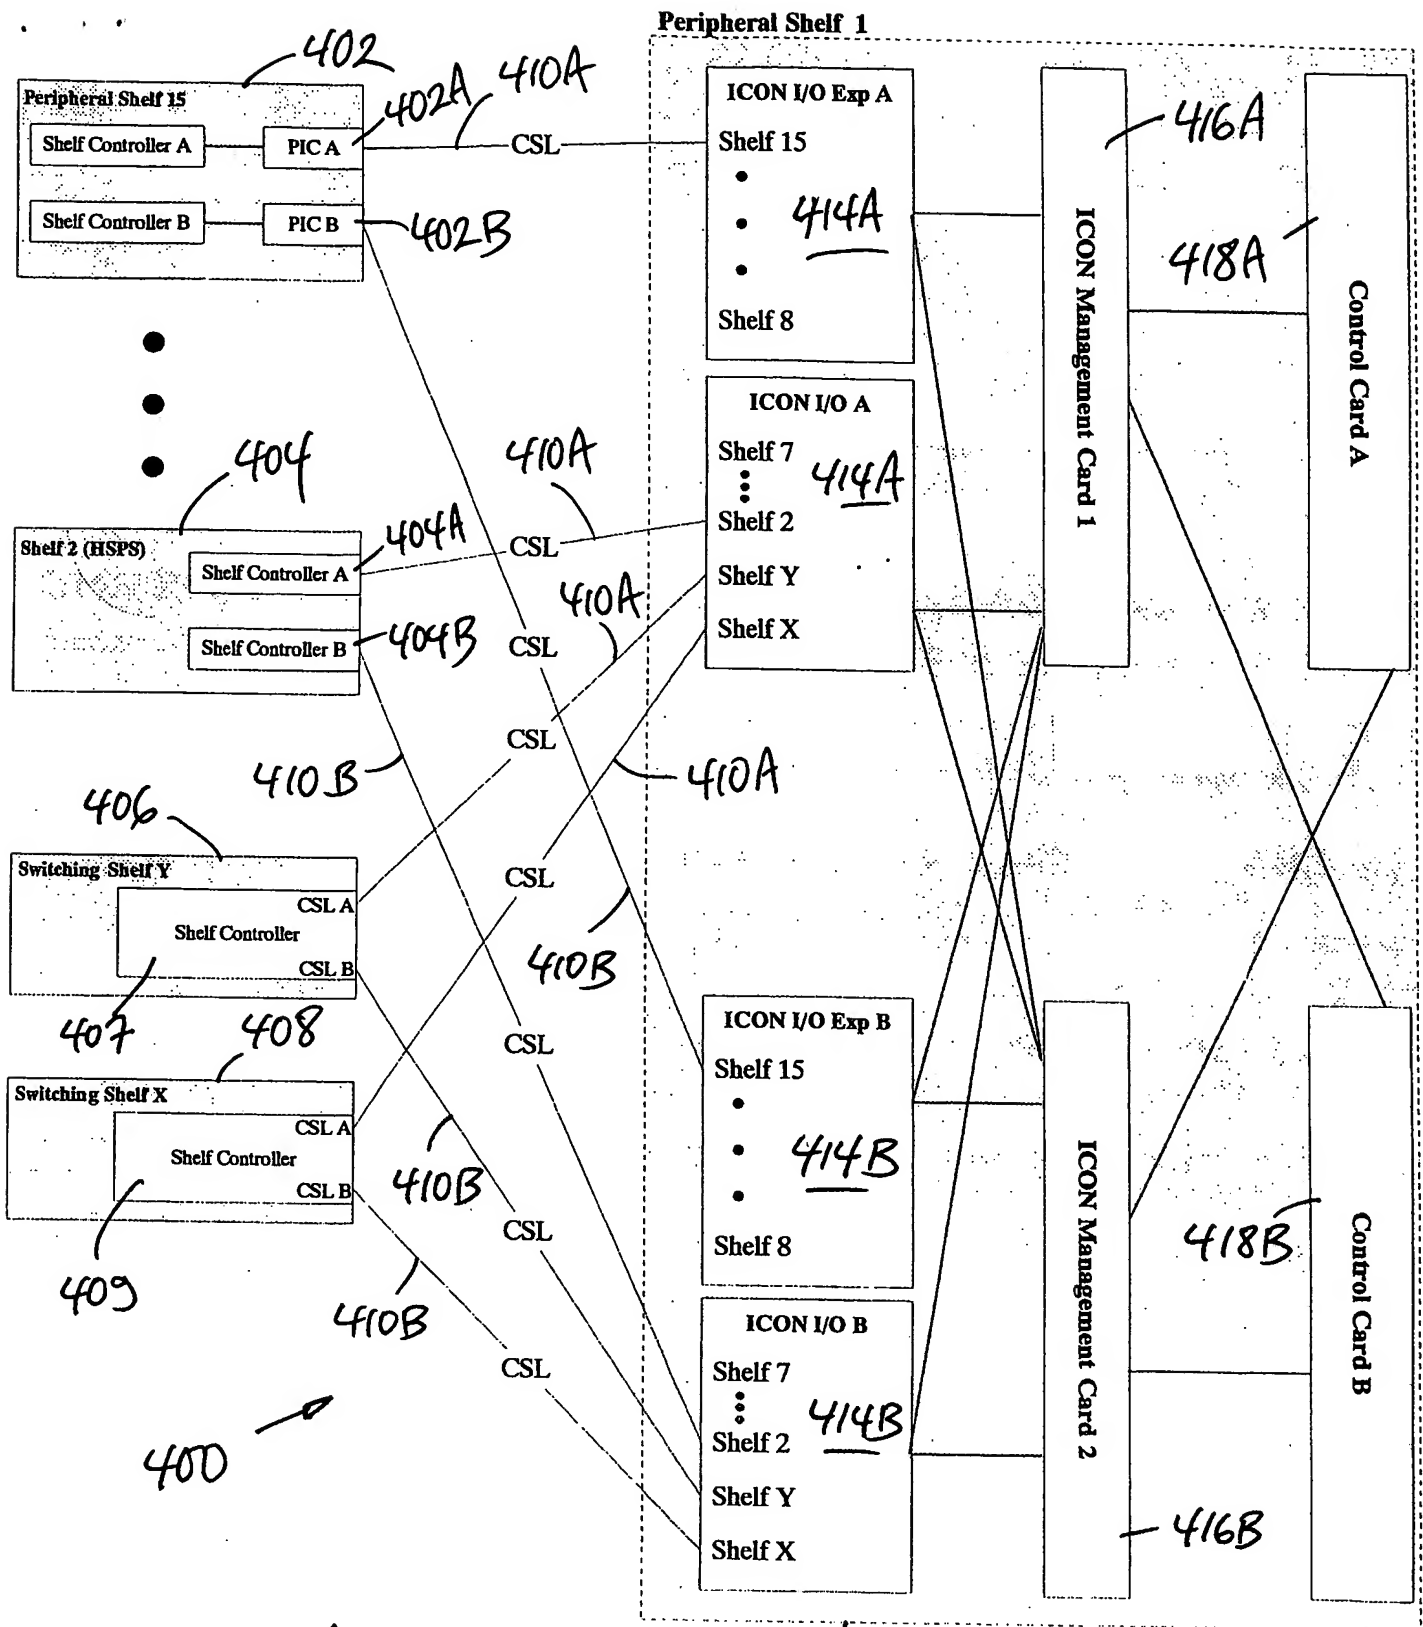 Peripheral Shelf 1
402
410A
Peripheral Shelf 15
402A
Shelf Controller A
PIC A
CSL
Shelf Controller B
PIC B
402B
ICON I/O Exp A
Shelf 15
414A
Shelf 8
416A
ICON Management Card 1
418A
Control Card A
ICON I/O A
Shelf 7
414A
Shelf 2
Shelf Y
Shelf X
404
410A
Shelf 2 (HSPS)
404A
Shelf Controller A
CSL
410A
Shelf Controller B
404B
CSL
CSL
410B
410A
406
Switching Shelf Y
CSL A
Shelf Controller
CSL B
CSL
410B
407
408
CSL
Switching Shelf X
CSL A
Shelf Controller
CSL B
410B
409
CSL
410B
CSL
400
ICON I/O Exp B
Shelf 15
414B
Shelf 8
ICON I/O B
Shelf 7
414B
Shelf 2
Shelf Y
Shelf X
ICON Management Card 2
416B
418B
Control Card B